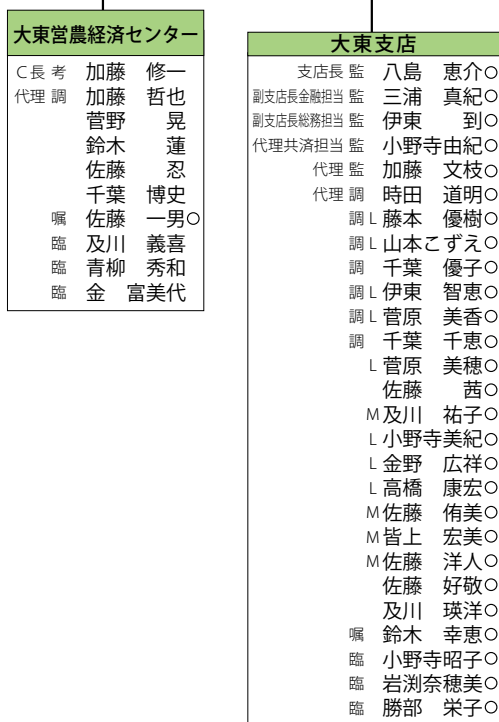 大東営農経済センター
C長 考 加藤 修一
代理 調 加藤 哲也
菅野 晃
鈴木 蓮
佐藤 忍
千葉 博史
嘱 佐藤 一男○
臨 及川 義喜
臨 青柳 秀和
臨 金 富美代
大東支店
支店長 監 八島 恵介○
副支店長金融担当 監 三浦 真紀○
副支店長総務担当 監 伊東 到○
代理共済担当 監 小野寺由紀○
代理 監 加藤 文枝○
代理 調 時田 道明○
調 L 藤本 優樹○
調 L 山本こずえ○
調 千葉 優子○
調 L 伊東 智恵○
調 L 菅原 美香○
調 千葉 千恵○
L 菅原 美穂○
佐藤 茜○
M 及川 祐子○
L 小野寺美紀○
L 金野 広祥○
L 高橋 康宏○
M 佐藤 侑美○
M 皆上 宏美○
M 佐藤 洋人○
佐藤 好敬○
及川 瑛洋○
嘱 鈴木 幸恵○
臨 小野寺昭子○
臨 岩渕奈穂美○
臨 勝部 栄子○